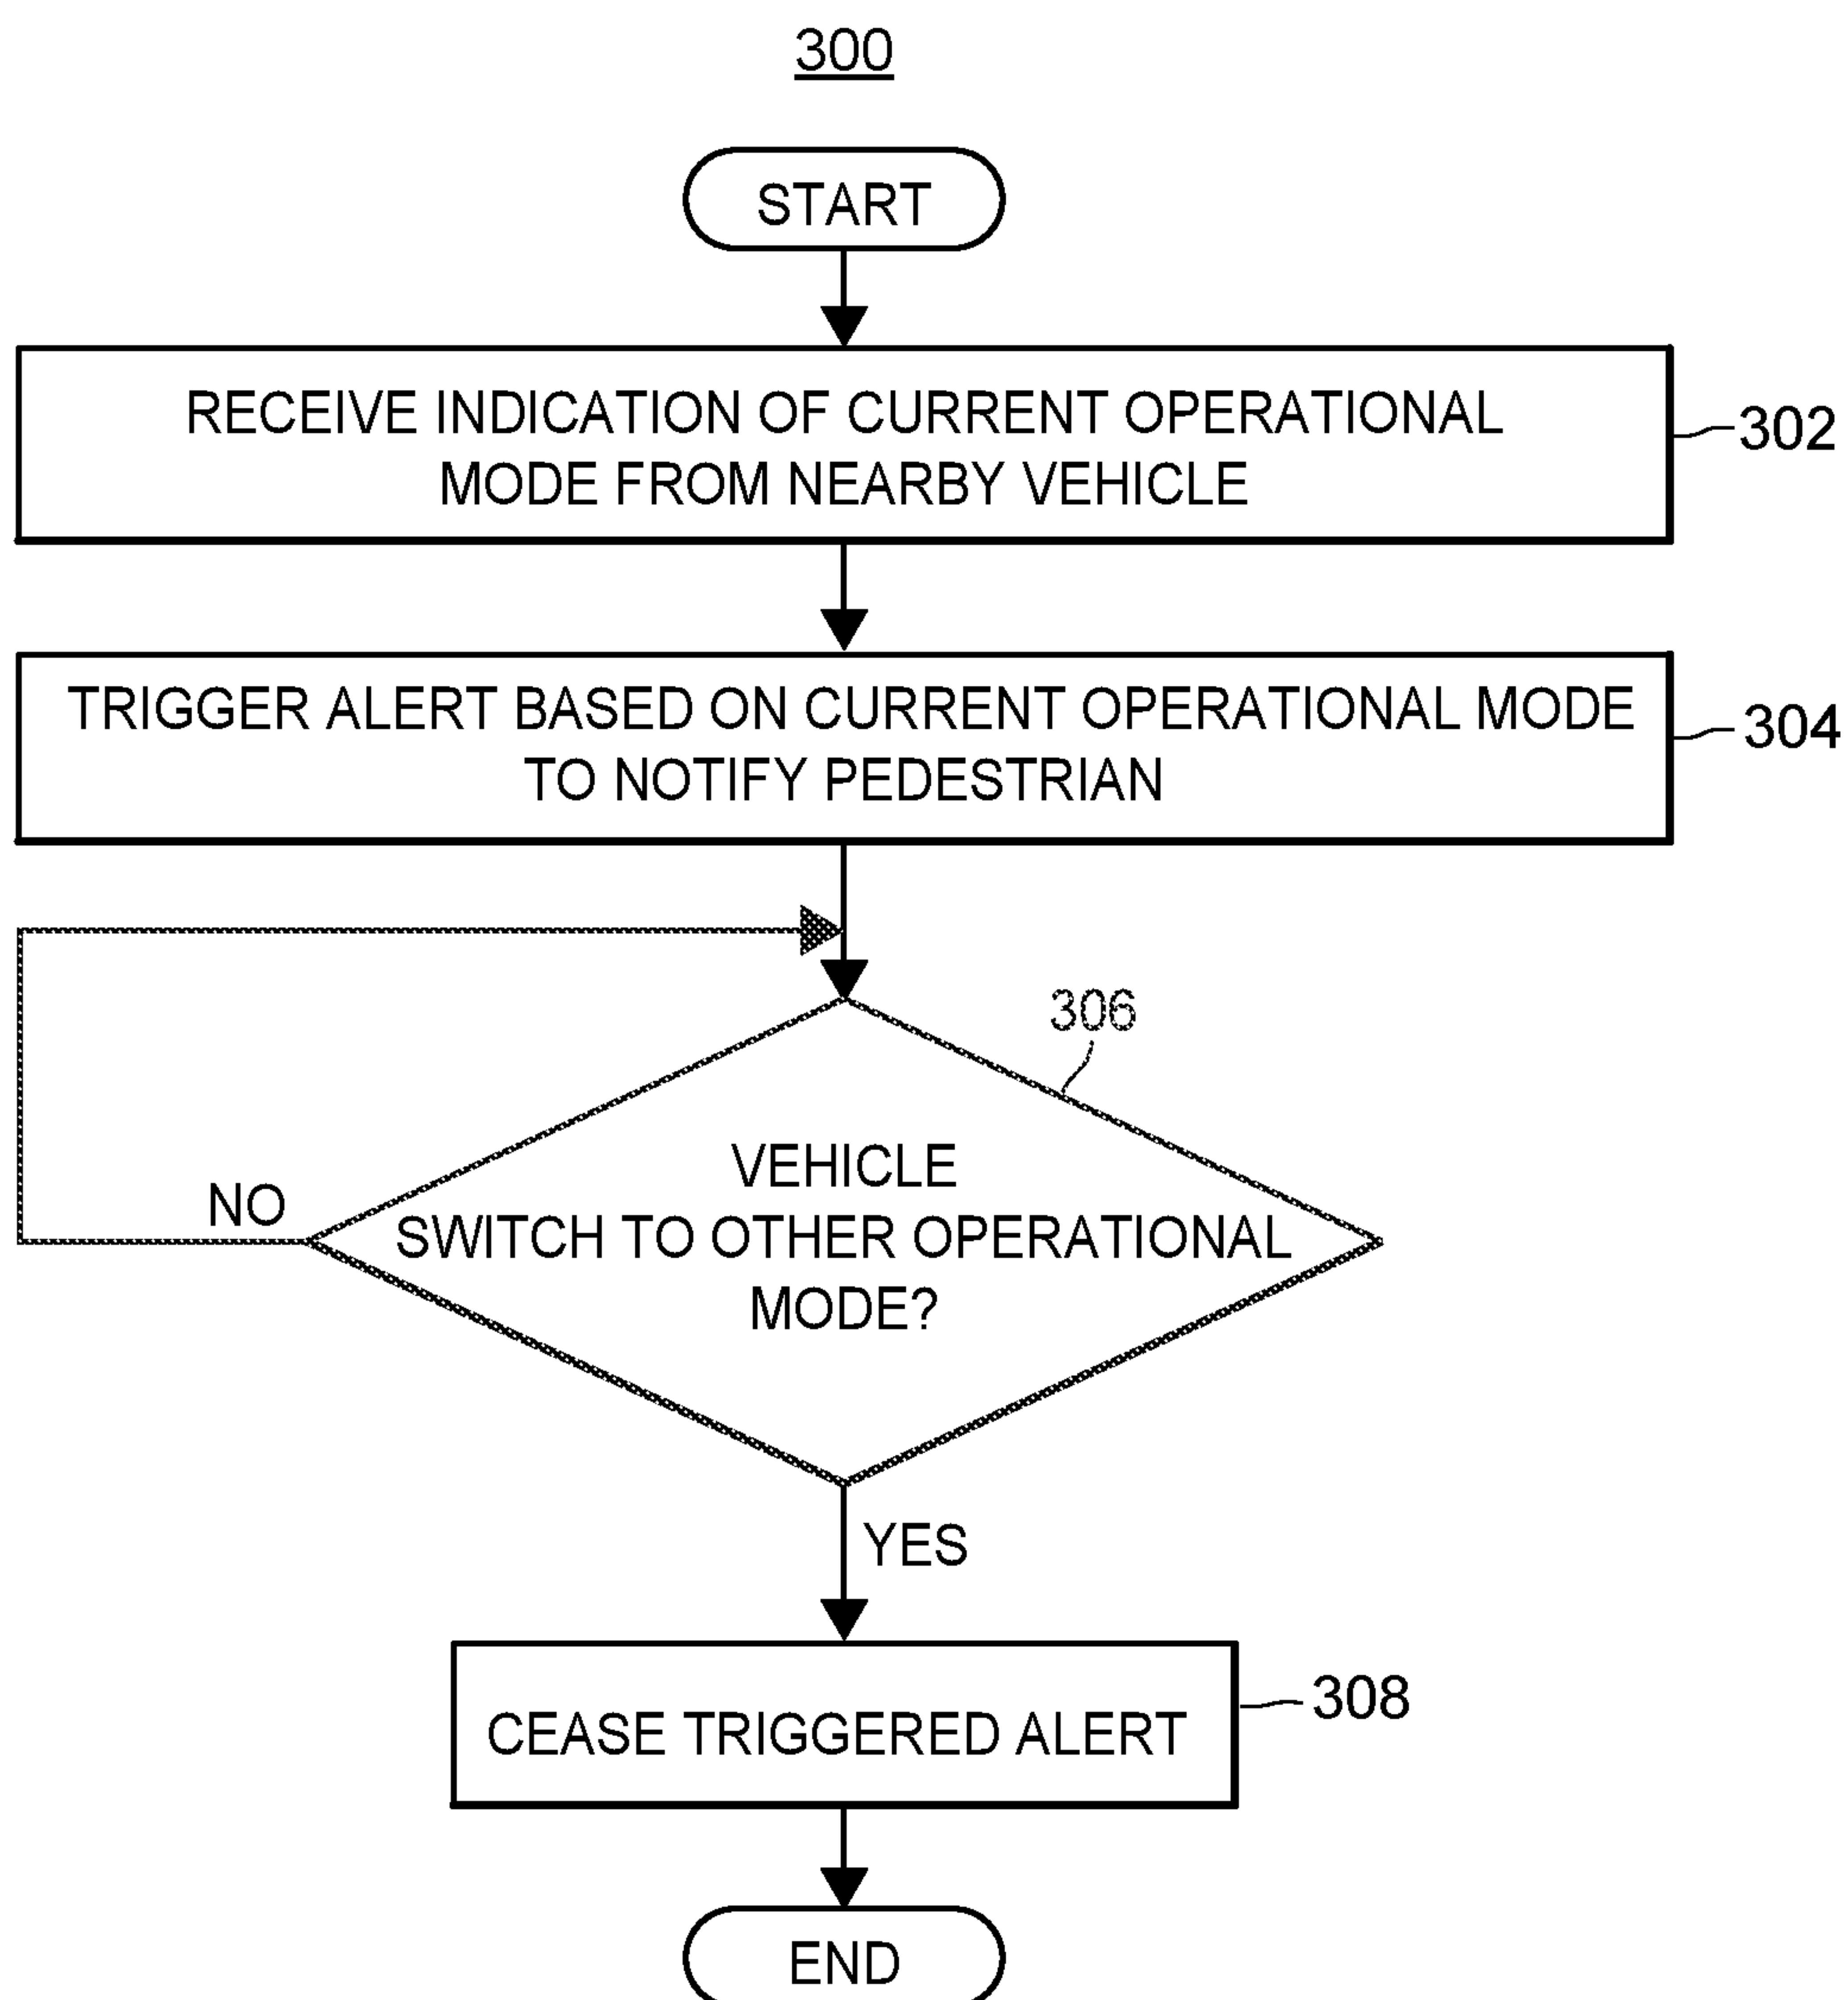 300
START
RECEIVE INDICATION OF CURRENT OPERATIONAL
MODE FROM NEARBY VEHICLE
302
TRIGGER ALERT BASED ON CURRENT OPERATIONAL MODE
TO NOTIFY PEDESTRIAN
304
306
VEHICLE
SWITCH TO OTHER OPERATIONAL
MODE?
NO
YES
CEASE TRIGGERED ALERT
308
END